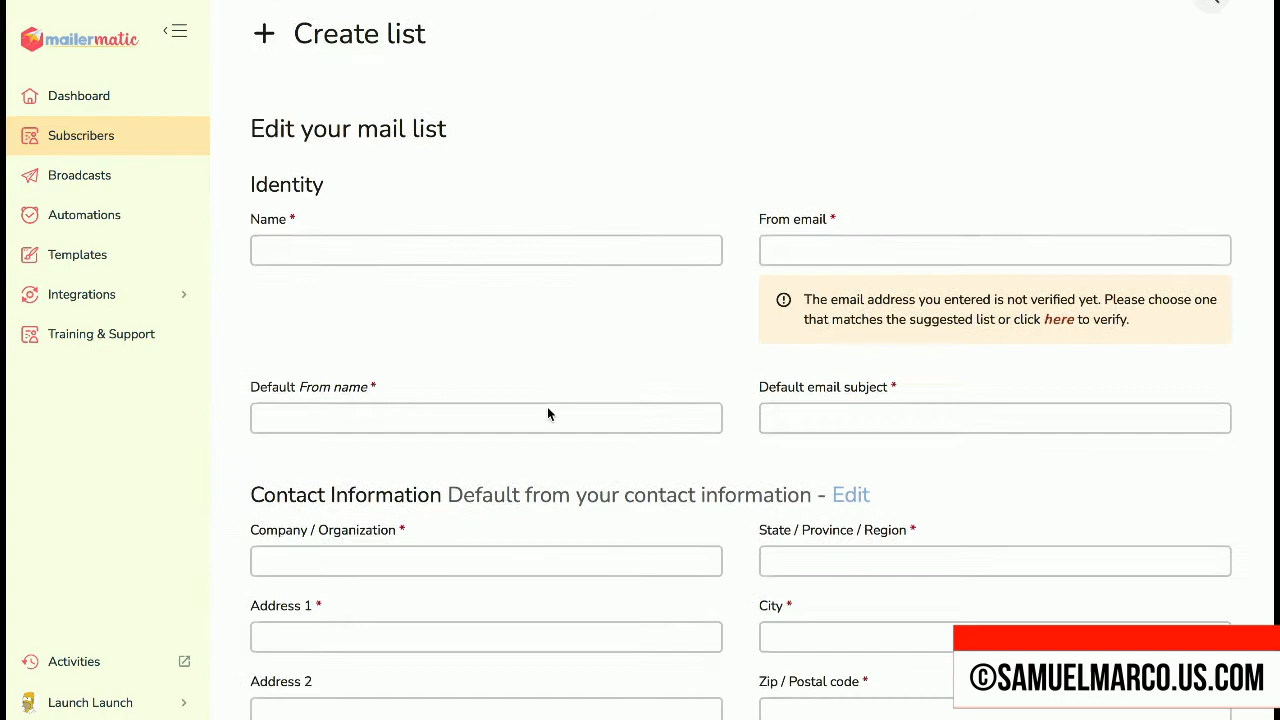 mailermatic
Create list
Dashboard
Subscribers
Broadcasts
Automations
Templates
Integrations
Training & Support
Activities
Launch Launch
Edit your mail list
Identity
Name *
From email *
The email address you entered is not verified yet. Please choose one
that matches the suggested list or click here to verify.
Default From name *
Default email subject *
Contact Information Default from your contact information - Edit
Company / Organization *
State / Province / Region *
Address 1 *
City *
Address 2
Zip / Postal code *
©SAMUELMARCO.US.COM